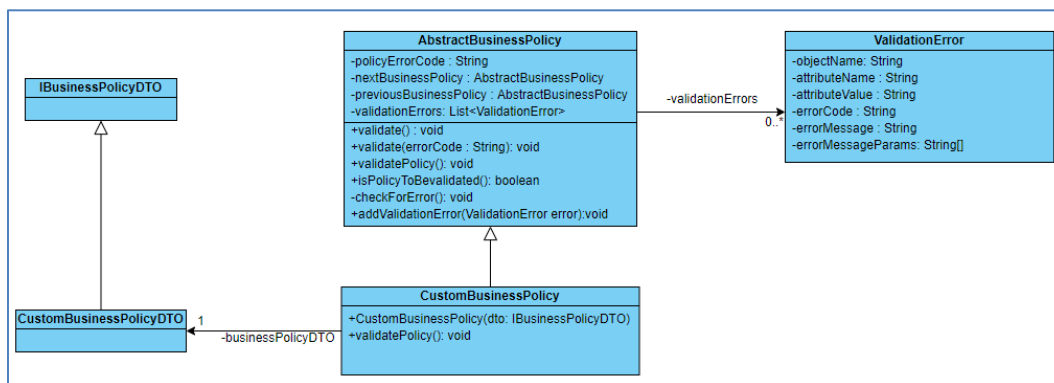 AbstractBusinessPolicy
-policyErrorCode : String
-nextBusinessPolicy : AbstractBusinessPolicy
-previousBusinessPolicy : AbstractBusinessPolicy
-validationErrors: List<ValidationError>
+validate() : void
+validate(errorCode : String): void
+validatePolicy(): void
+isPolicyToBevalidated(): boolean
-checkForError(): void
+addValidationError(ValidationError error):void
ValidationError
-objectName: String
-attributeName : String
-attributeValue : String
-errorCode : String
-errorMessage : String
-errorMessageParams: String[]
-validationErrors
0..*
IBusinessPolicyDTO
CustomBusinessPolicyDTO
1
-businessPolicyDTO
CustomBusinessPolicy
+CustomBusinessPolicy(dto: IBusinessPolicyDTO)
+validatePolicy(): void